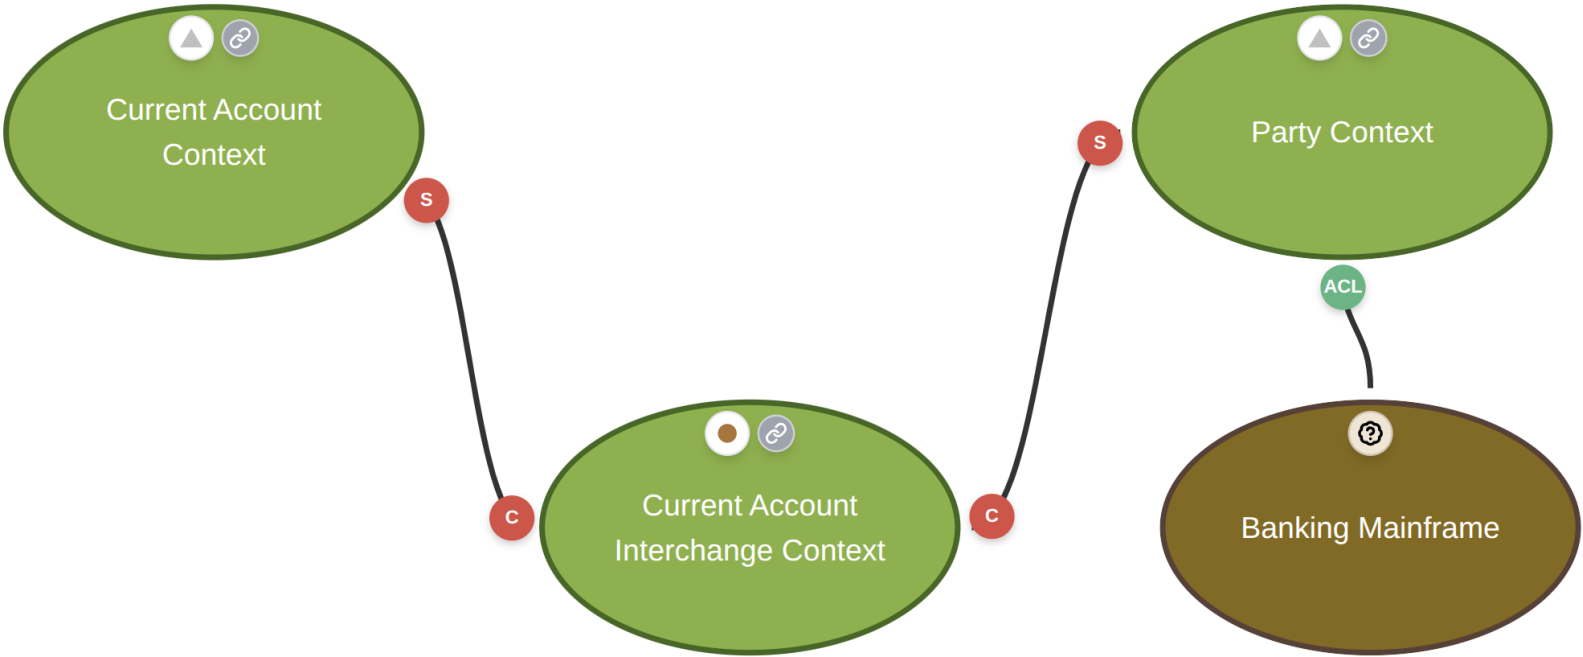 Current Account
Context
S
Party Context
S
ACL
Current Account
Interchange Context
C
C
Banking Mainframe
?